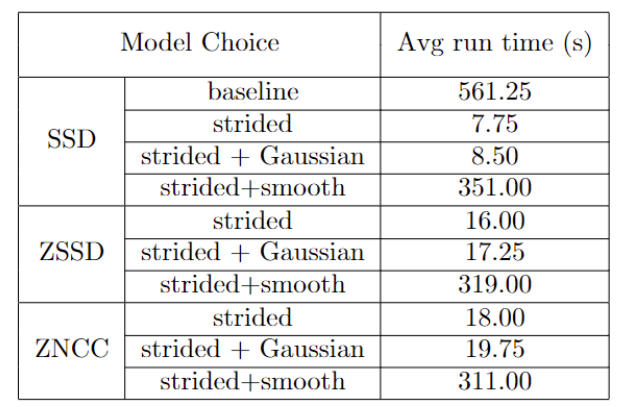 Model Choice Avg run time (s)
SSD baseline 561.25
strided 7.75
strided + Gaussian 8.50
strided+smooth 351.00
ZSSD strided 16.00
strided + Gaussian 17.25
strided+smooth 319.00
ZNCC strided 18.00
strided + Gaussian 19.75
strided+smooth 311.00